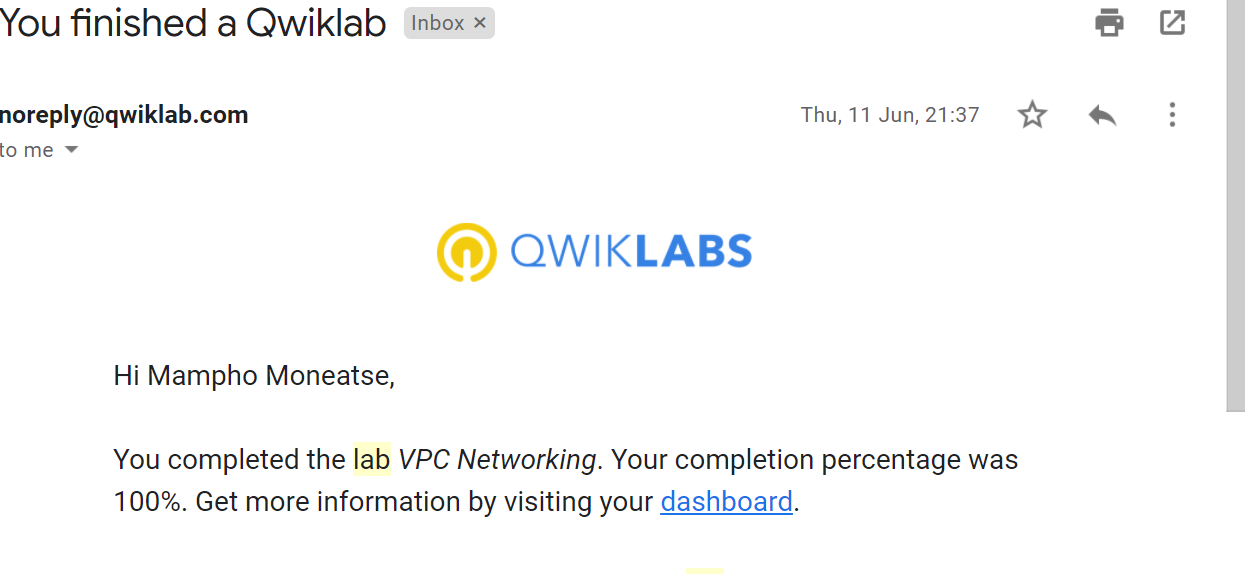 You finished a Qwiklab Inbox ×
noreply@qwiklab.com Thu, 11 Jun, 21:37
to me
QWIKLABS
Hi Mampho Moneatse,
You completed the lab VPC Networking. Your completion percentage was
100%. Get more information by visiting your dashboard.